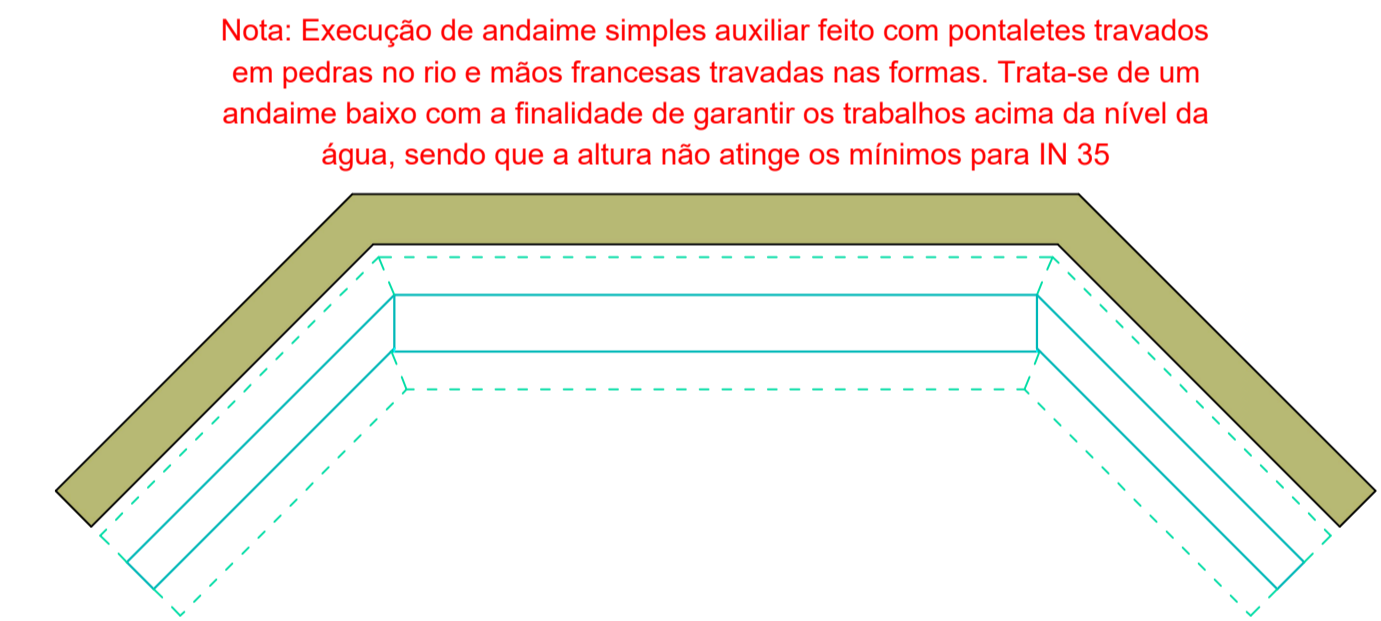 Nota: Execução de andaime simples auxiliar feito com pontaletes travados
em pedras no rio e mãos francesas travadas nas formas. Trata-se de um
andaime baixo com a finalidade de garantir os trabalhos acima da nível da
água, sendo que a altura não atinge os mínimos para IN 35